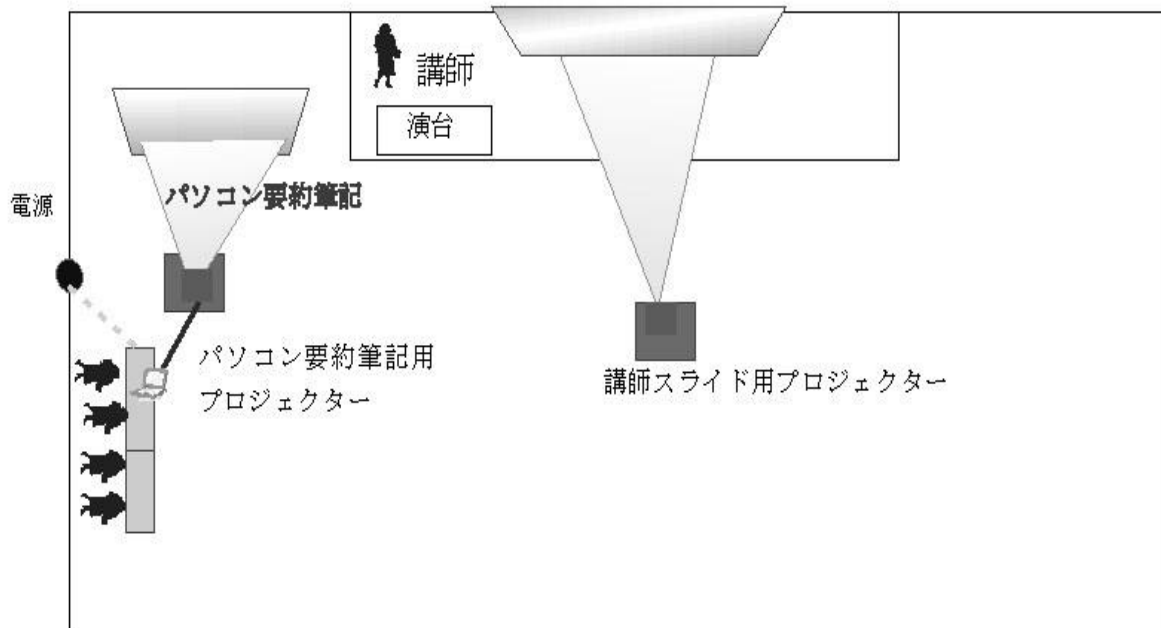 講師
演台
パソコン要約筆記
電源
パソコン要約筆記用
プロジェクター
講師スライド用プロジェクター